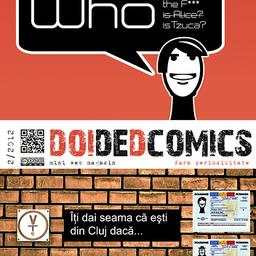 Who
the F***
is Alice?
is Tzuca?
2/2012
DOIDEDCOMICS
mini web magazin
fara periodicitate
VT
Îți dai seama că ești
din Cluj dacă...